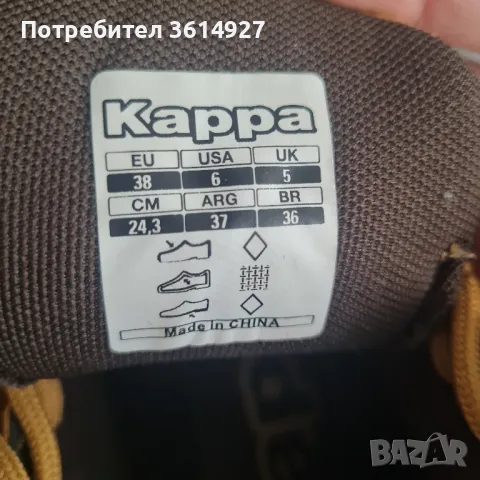 Потребител 3614927
Kappa
EU USA UK
38 6 5
CM ARG BR
24,3 37 36
Made in CHINA
BAZAR